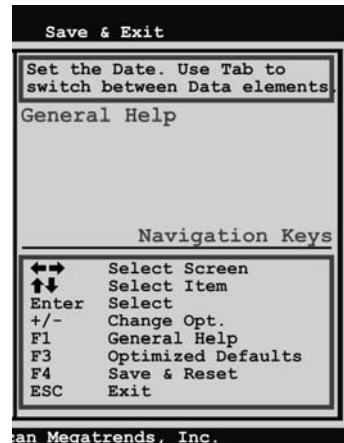 Save & Exit
Set the Date. Use Tab to
switch between Data elements.
General Help
Navigation Keys
←→ Select Screen
↑↓ Select Item
Enter Select
+/- Change Opt.
F1 General Help
F3 Optimized Defaults
F4 Save & Reset
ESC Exit
an Megatrends, Inc.